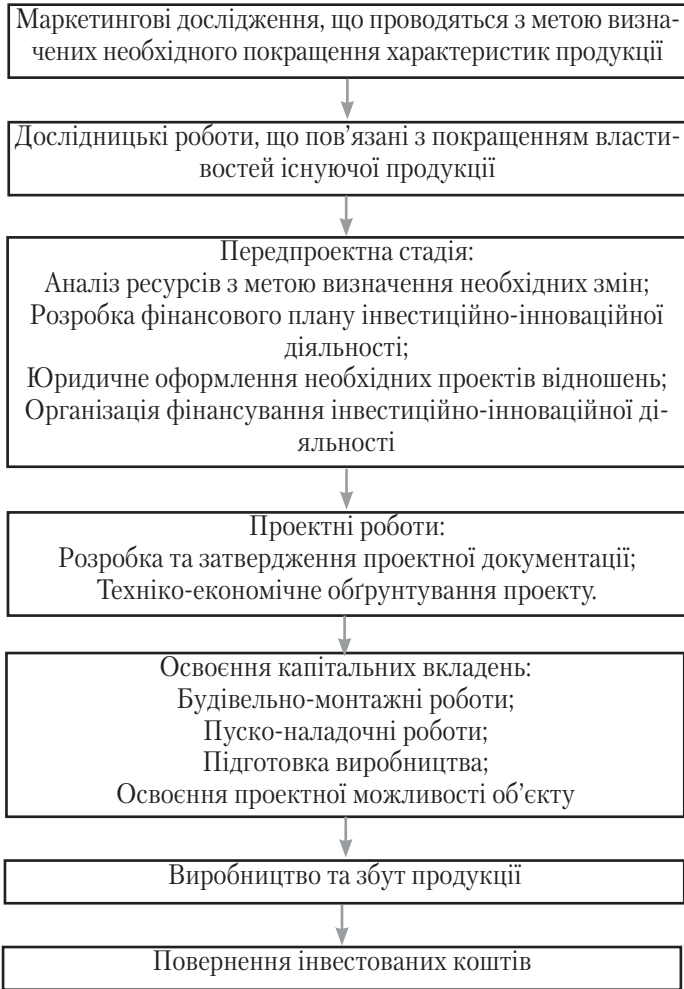 Маркетингові дослідження, що проводяться з метою визна-
чених необхідного покращення характеристик продукції
Дослідницькі роботи, що пов’язані з покращенням власти-
востей існуючої продукції
Передпроектна стадія:
Аналіз ресурсів з метою визначення необхідних змін;
Розробка фінансового плану інвестиційно-інноваційної
діяльності;
Юридичне оформлення необхідних проектів відношень;
Організація фінансування інвестиційно-інноваційної ді-
яльності
Проектні роботи:
Розробка та затвердження проектної документації;
Техніко-економічне обґрунтування проекту.
Освоєння капітальних вкладень:
Будівельно-монтажні роботи;
Пуско-наладочні роботи;
Підготовка виробництва;
Освоєння проектної можливості об’єкту
Виробництво та збут продукції
Повернення інвестованих коштів